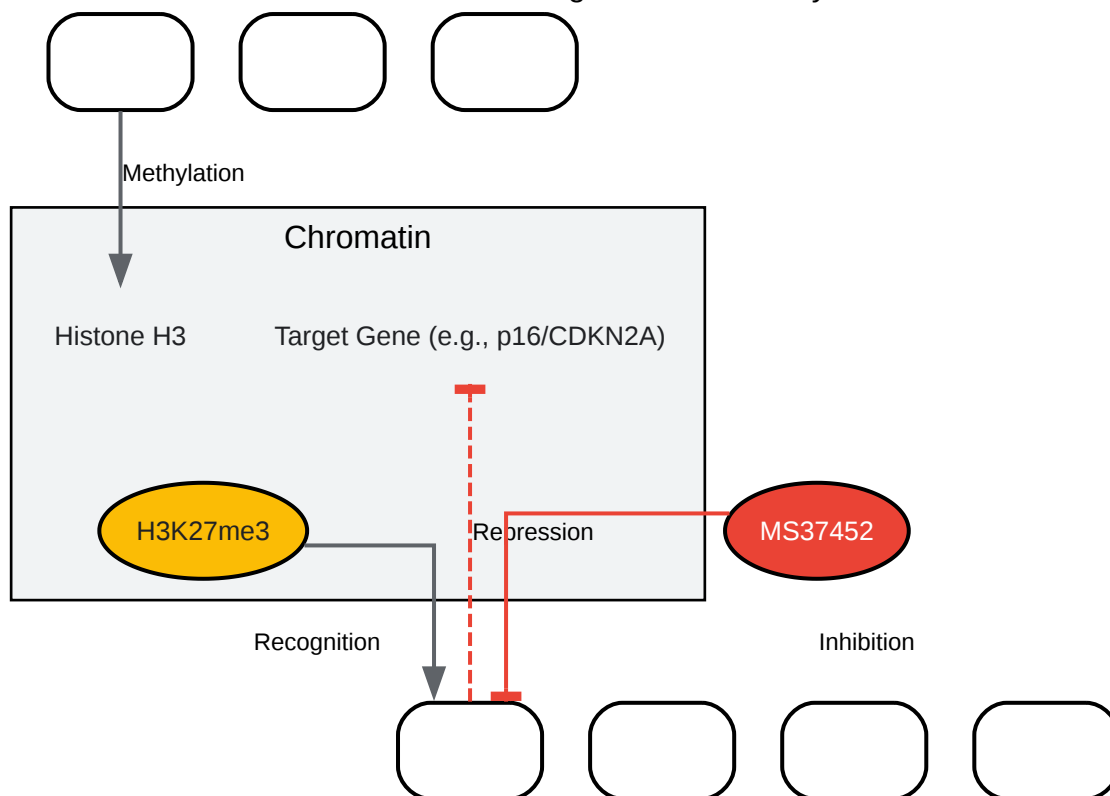 Methylation
Chromatin
Histone H3
Target Gene (e.g., p16/CDKN2A)
H3K27me3
Repression
MS37452
Recognition
Inhibition